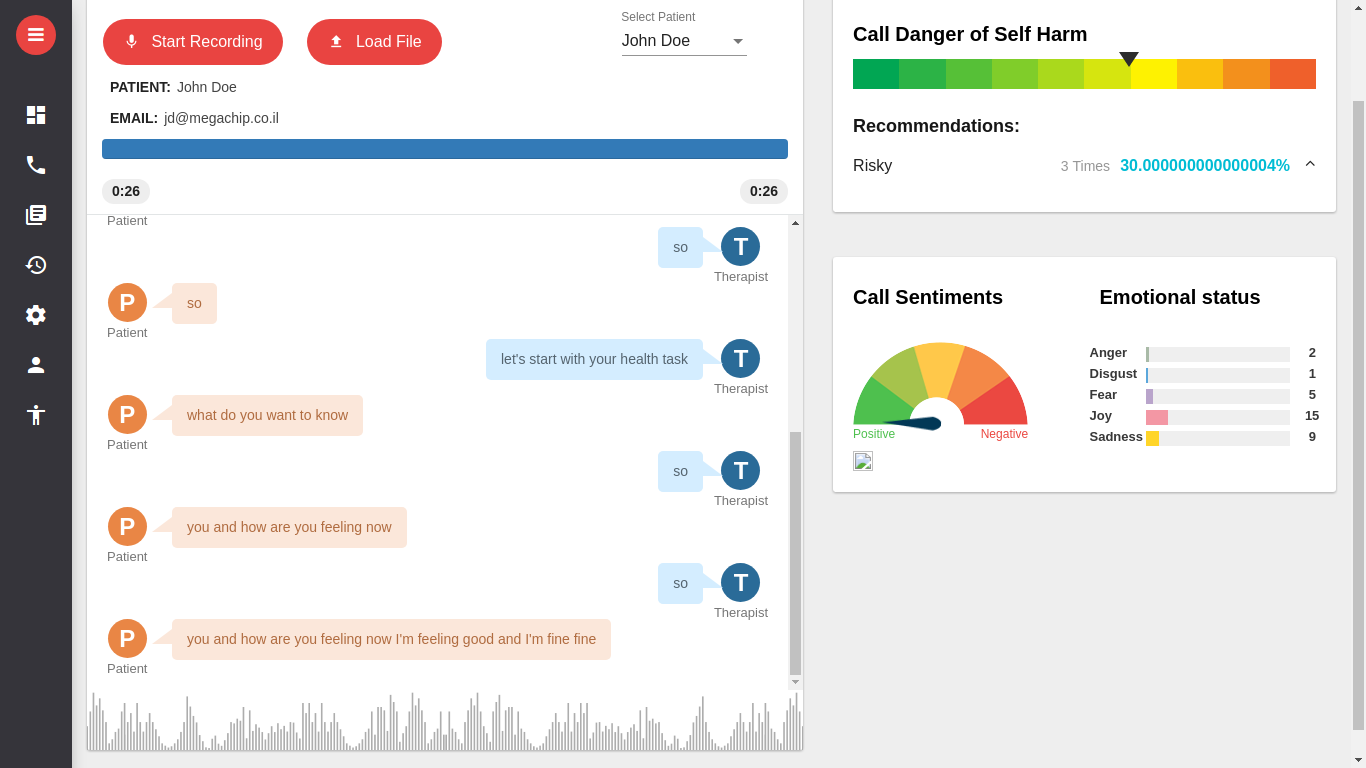 Start Recording
Load File
Select Patient
John Doe
PATIENT: John Doe
EMAIL: jd@megachip.co.il
0:26
0:26
Patient
so
T
Therapist
P
so
Patient
let's start with your health task
T
Therapist
P
what do you want to know
Patient
so
T
Therapist
P
you and how are you feeling now
Patient
so
T
Therapist
P
you and how are you feeling now I'm feeling good and I'm fine fine
Patient
Call Danger of Self Harm
Recommendations:
Risky 3 Times 30.000000000000004%
Call Sentiments
Positive
Negative
Emotional status
Anger 2
Disgust 1
Fear 5
Joy 15
Sadness 9